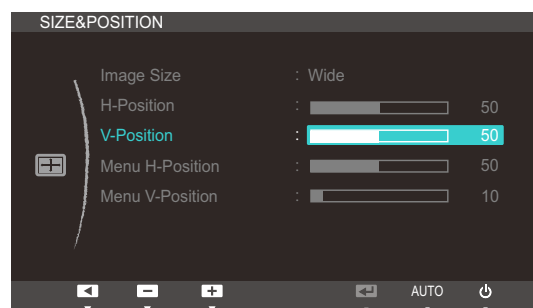 SIZE&POSITION
Image Size : Wide
H-Position : 50
V-Position : 50
Menu H-Position : 50
Menu V-Position : 10
AUTO